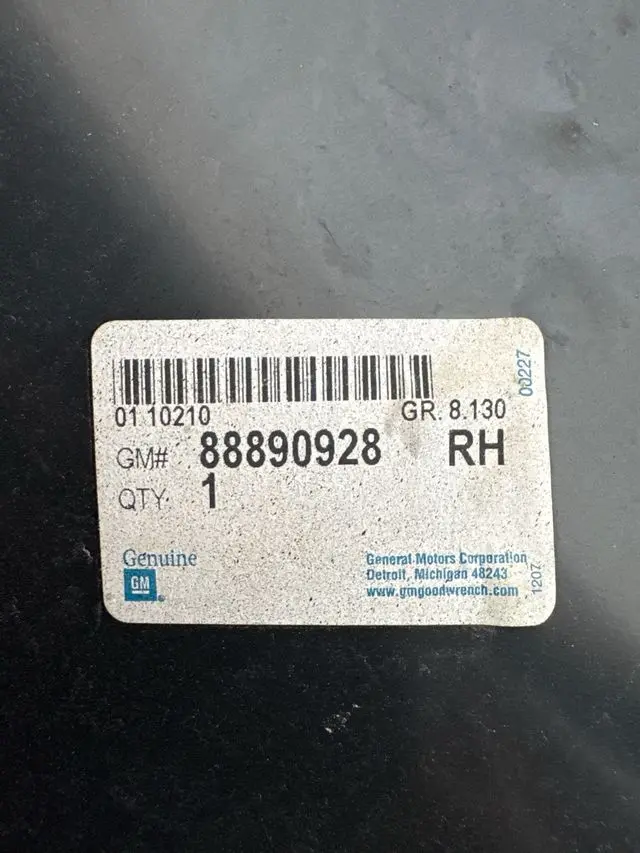 01 10210 GR. 8.130
GM# 88890928 RH
QTY 1
Genuine
GM
General Motors Corporation
Detroit, Michigan 48243
www.gmgoodwrench.com
00227
1207